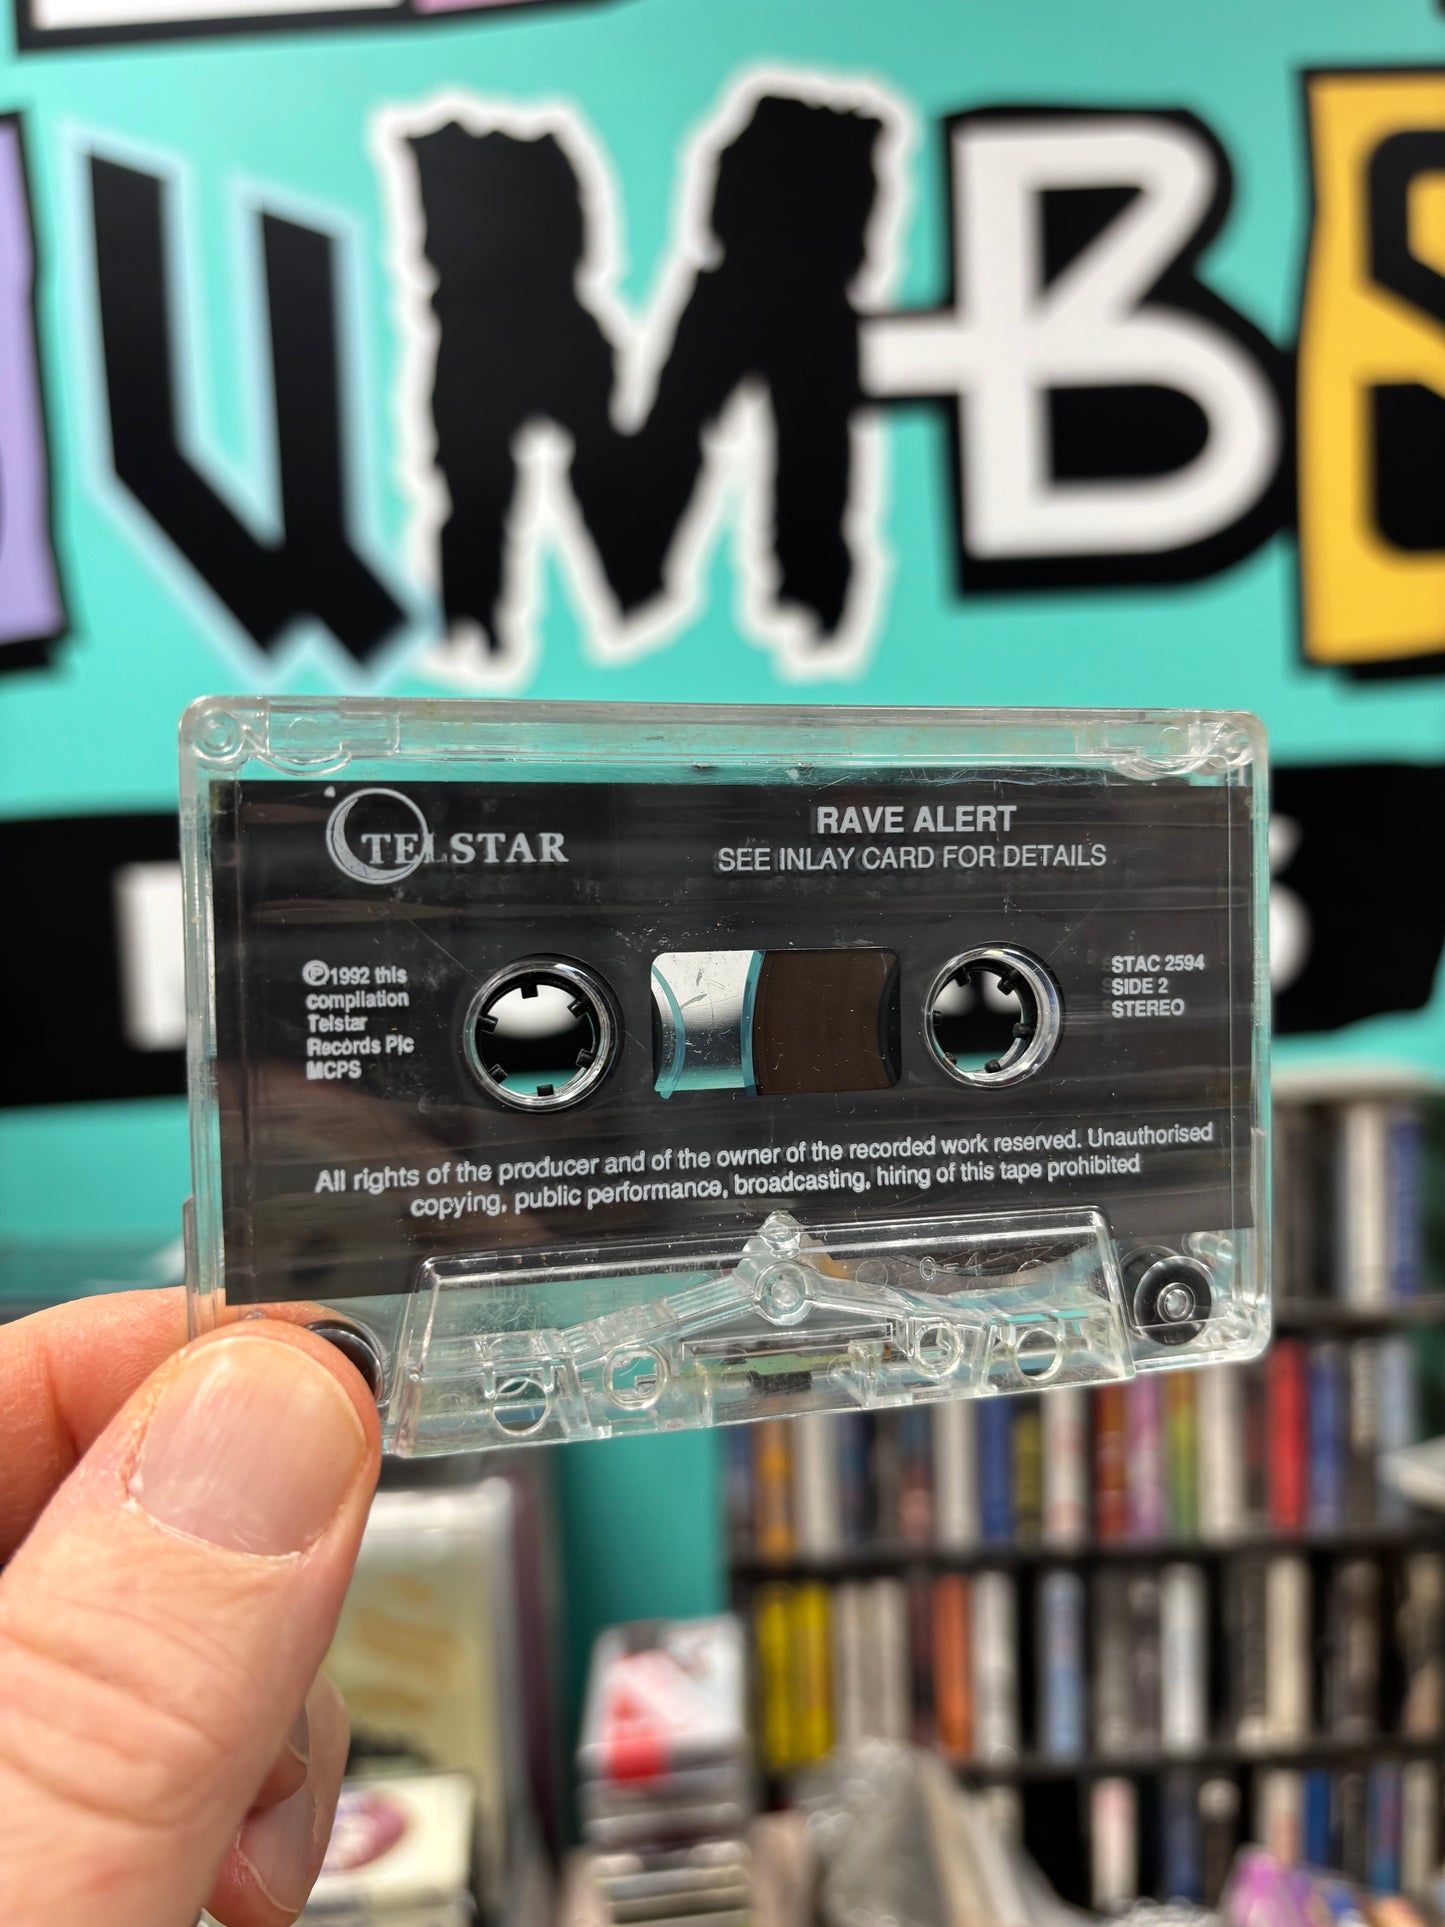 UMBS
TELSTAR
RAVE ALERT
SEE INLAY CARD FOR DETAILS
℗1992 this
compilation
Telstar
Records Plc
MCPS
STAC 2594
SIDE 2
STEREO
All rights of the producer and of the owner of the recorded work reserved. Unauthorised
copying, public performance, broadcasting, hiring of this tape prohibited